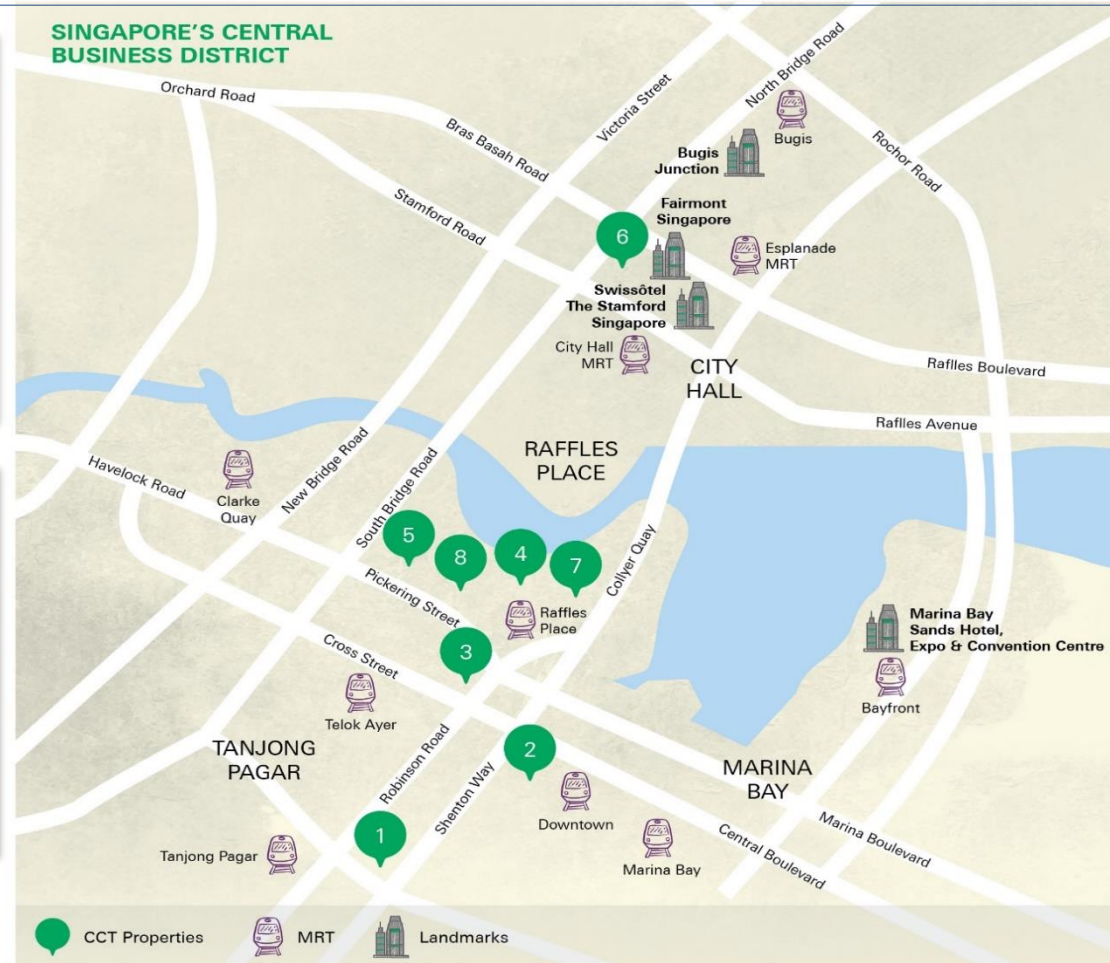 SINGAPORE'S CENTRAL
BUSINESS DISTRICT
Orchard Road
Bras Basah Road
Stamford Road
Victoria Street
North Bridge Road
Rochor Road
Bugis
Bugis
Junction
Fairmont
Singapore
6
Esplanade
MRT
Swissôtel
The Stamford
Singapore
City Hall
MRT
CITY
HALL
Raflles Boulevard
Raflles Avenue
RAFFLES
PLACE
Havelock Road
Clarke
Quay
New Bridge Road
South Bridge Road
5
8
4
7
Collyer Quay
Pickering Street
Raffles
Place
3
Cross Street
Telok Ayer
Marina Bay
Sands Hotel,
Expo & Convention Centre
Bayfront
TANJONG
PAGAR
Robinson Road
Shenton Way
2
MARINA
BAY
Downtown
1
Tanjong Pagar
Marina Bay
Central Boulevard
Marina Boulevard
CCT Properties
MRT
Landmarks